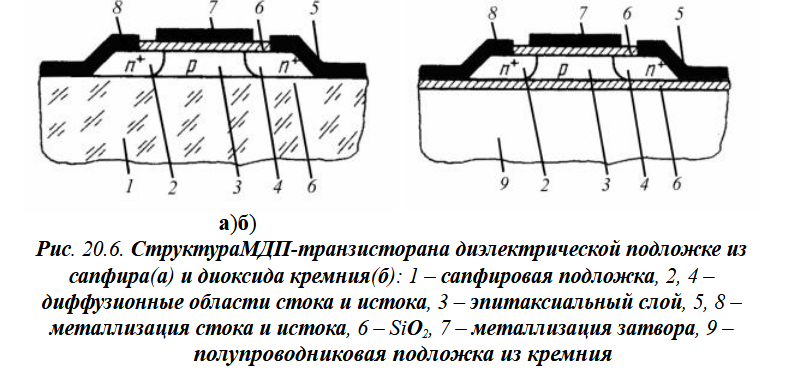 8 7 6 5
8 7 6 5
n⁺ p n⁺
n⁺ p n⁺
1 2 3 4 6
9 2 3 4 6
а)б)
Рис. 20.6. СтруктураМДП-транзисторана диэлектрической подложке из
сапфира(а) и диоксида кремния(б): 1 – сапфировая подложка, 2, 4 –
диффузионные области стока и истока, 3 – эпитаксиальный слой, 5, 8 –
металлизация стока и истока, 6 – SiO₂, 7 – металлизация затвора, 9 –
полупроводниковая подложка из кремния